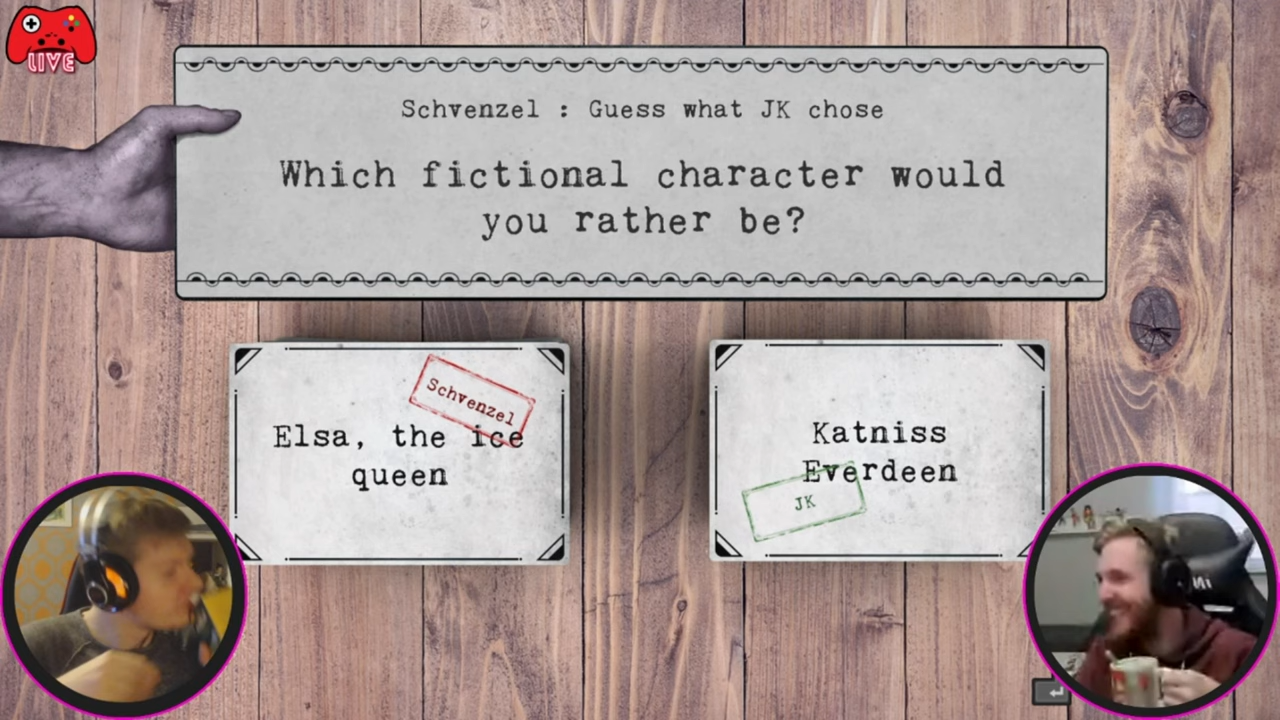 LIVE
Schvenzel : Guess what JK chose
Which fictional character would
you rather be?
Schvenzel
Elsa, the ice
queen
Katniss
Everdeen
JK